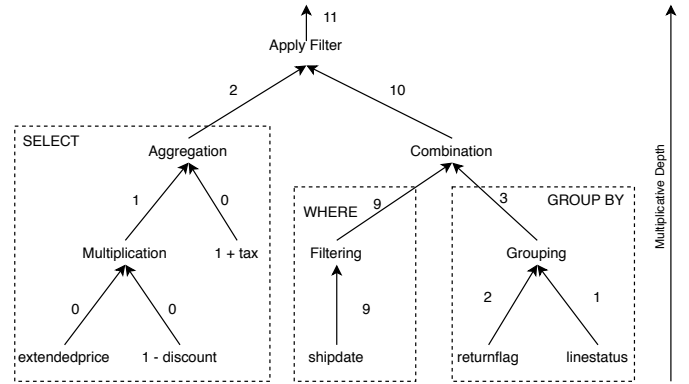 11
Apply Filter
2
10
SELECT
Aggregation
Combination
1
0
WHERE
9
3
GROUP BY
Multiplication
1 + tax
Filtering
Grouping
0
0
9
2
1
extendedprice
1 - discount
shipdate
returnflag
linestatus
Multiplicative Depth